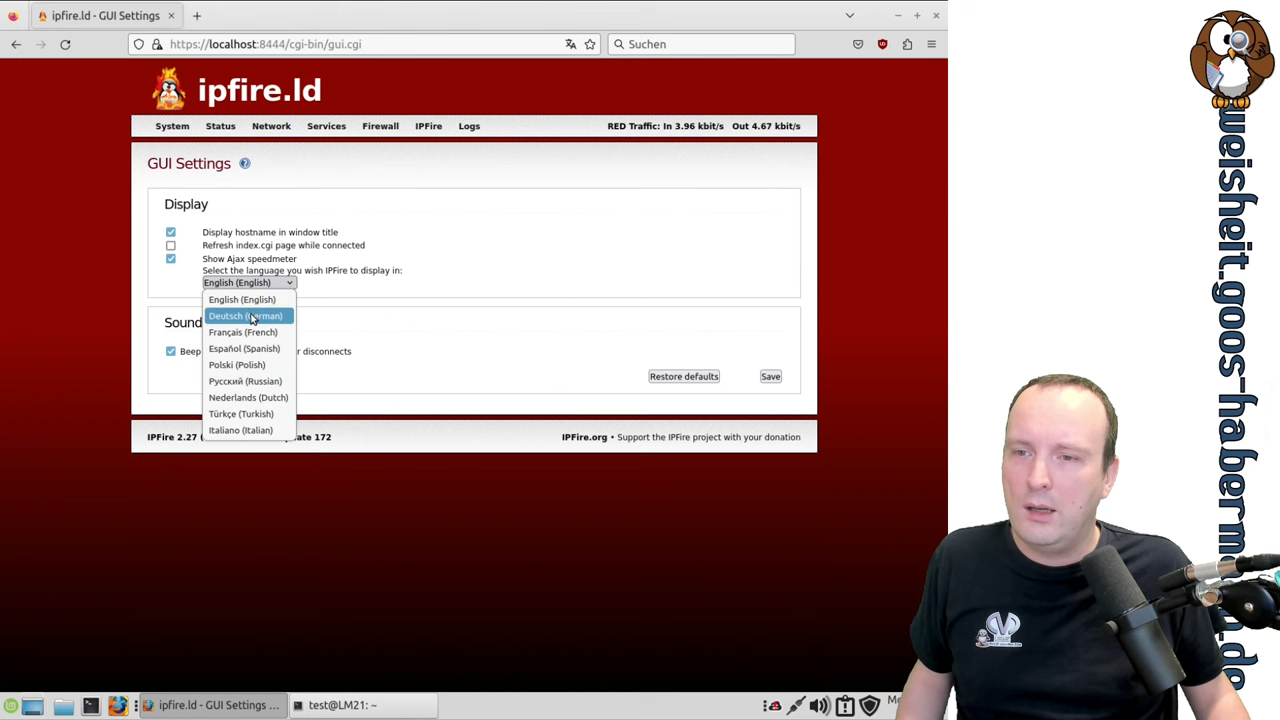 ipfire.ld - GUI Settings
https://localhost:8444/cgi-bin/gui.cgi
Suchen
ipfire.ld
System Status Network Services Firewall IPFire Logs
RED Traffic: In 3.96 kbit/s Out 4.67 kbit/s
GUI Settings
Display
Display hostname in window title
Refresh index.cgi page while connected
Show Ajax speedmeter
Select the language you wish IPFire to display in:
English (English)
English (English)
Deutsch (German)
Français (French)
Español (Spanish)
Polski (Polish)
Русский (Russian)
Nederlands (Dutch)
Türkçe (Turkish)
Italiano (Italian)
Sound
Beep disconnects
Restore defaults Save
IPFire 2.27 172
IPFire.org • Support the IPFire project with your donation
ipfire.ld - GUI Settings ...
test@LM21: ~
weisheit.goos-habermann.de